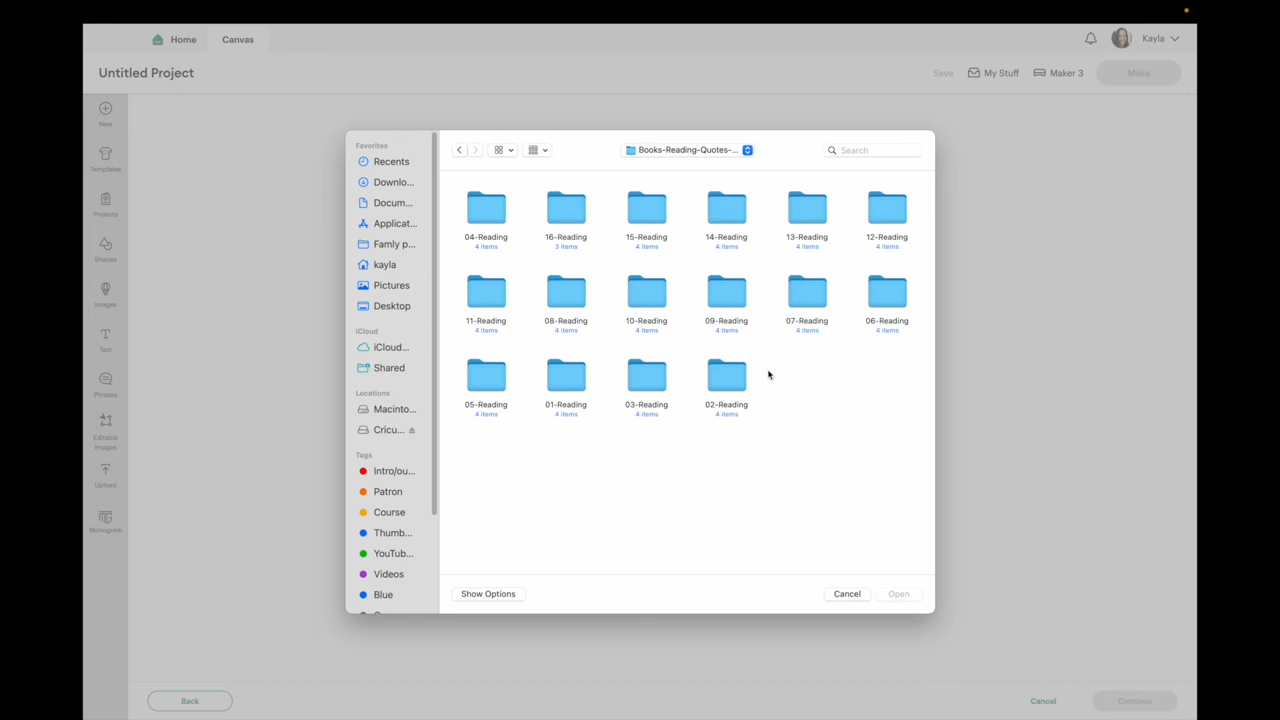 Home
Canvas
Kayla
Untitled Project
Save
My Stuff
Maker 3
Make
New
Templates
Projects
Shapes
Images
Text
Phrases
Editable
Images
Upload
Monogram
Favorites
Recents
Downlo...
Docum...
Applicat...
Famly p...
kayla
Pictures
Desktop
iCloud
iCloud...
Shared
Locations
Macinto...
Cricu...
Tags
Intro/ou...
Patron
Course
Thumb...
YouTub...
Videos
Blue
Books-Reading-Quotes-...
Search
04-Reading
4 items
16-Reading
3 items
15-Reading
4 items
14-Reading
4 items
13-Reading
4 items
12-Reading
4 items
11-Reading
4 items
08-Reading
4 items
10-Reading
4 items
09-Reading
4 items
07-Reading
4 items
06-Reading
4 items
05-Reading
4 items
01-Reading
4 items
03-Reading
4 items
02-Reading
4 items
Show Options
Cancel
Open
Back
Cancel
Continue